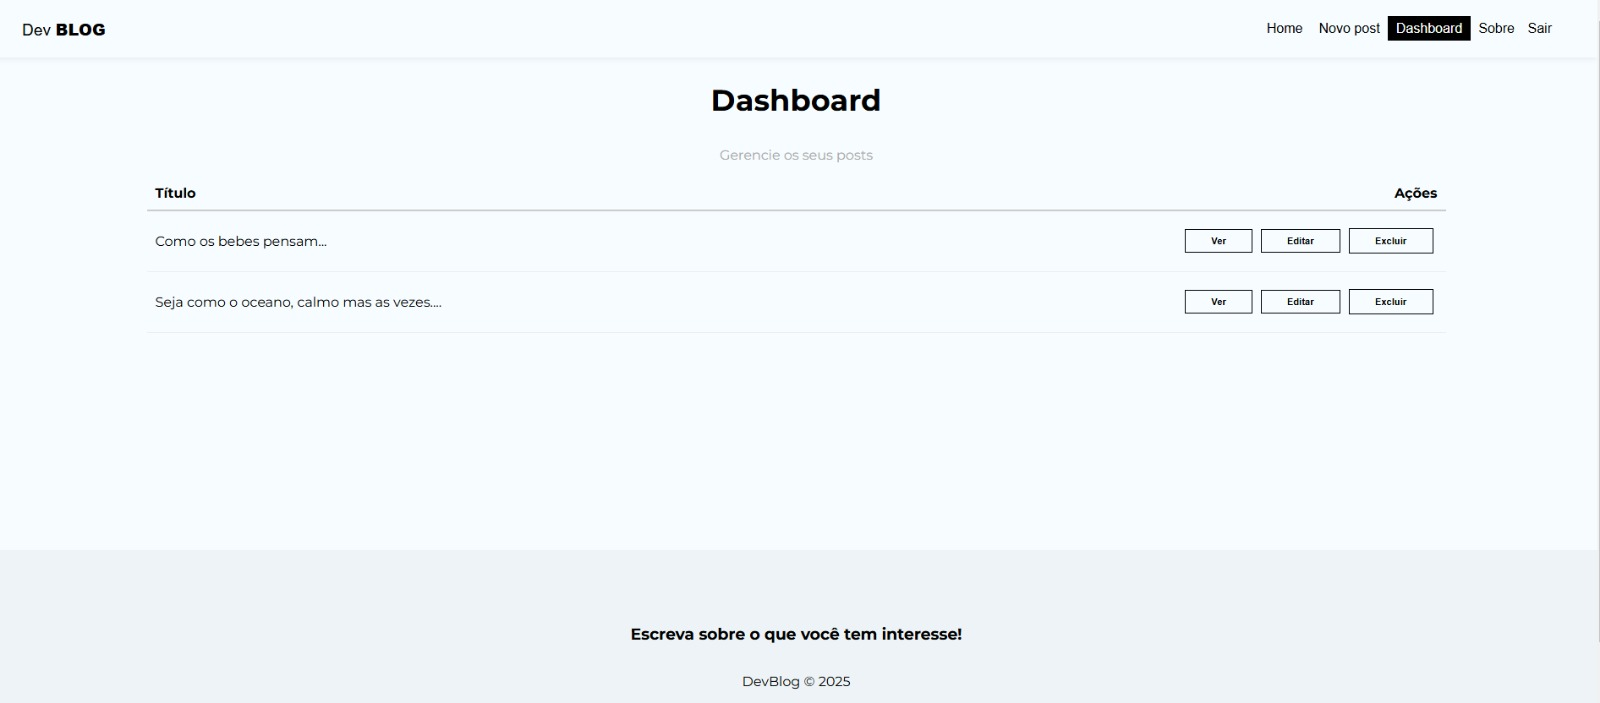 Dev BLOG
Home Novo post Dashboard Sobre Sair
Dashboard
Gerencie os seus posts
Título Ações
Como os bebes pensam... Ver Editar Excluir
Seja como o oceano, calmo mas as vezes.... Ver Editar Excluir
Escreva sobre o que você tem interesse!
DevBlog © 2025